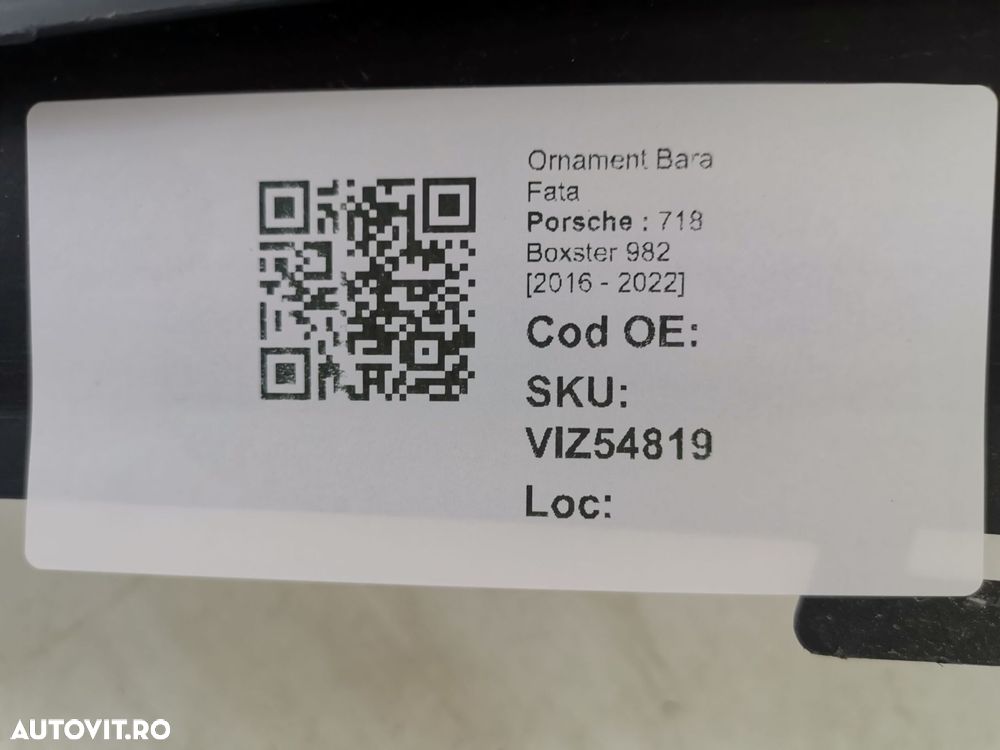 Ornament Bara
Fata
Porsche : 718
Boxster 982
[2016 - 2022]
Cod OE:
SKU:
VIZ54819
Loc:
AUTOVIT.RO